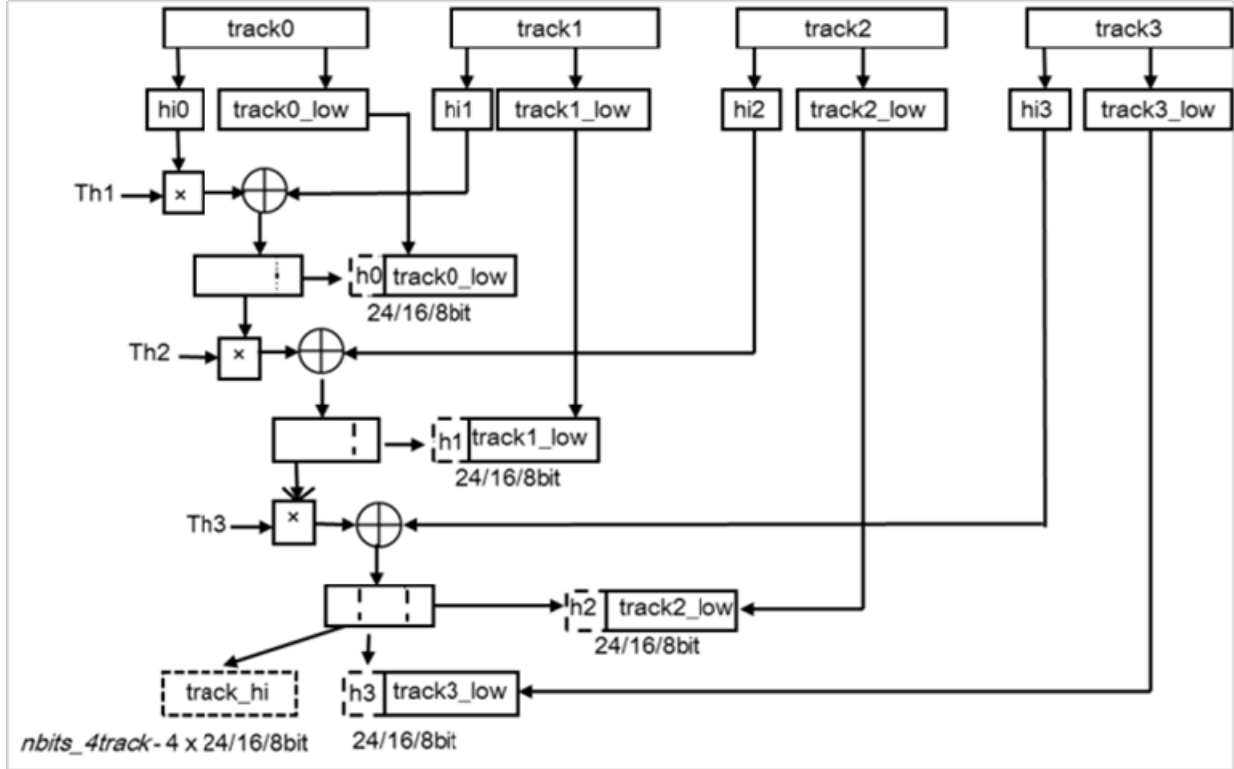 track0 track1 track2 track3
hi0 track0_low hi1 track1_low hi2 track2_low hi3 track3_low
Th1 ×
h0 track0_low
24/16/8bit
Th2 ×
h1 track1_low
24/16/8bit
Th3 ×
h2 track2_low
24/16/8bit
track_hi h3 track3_low
nbits_4track - 4 x 24/16/8bit 24/16/8bit